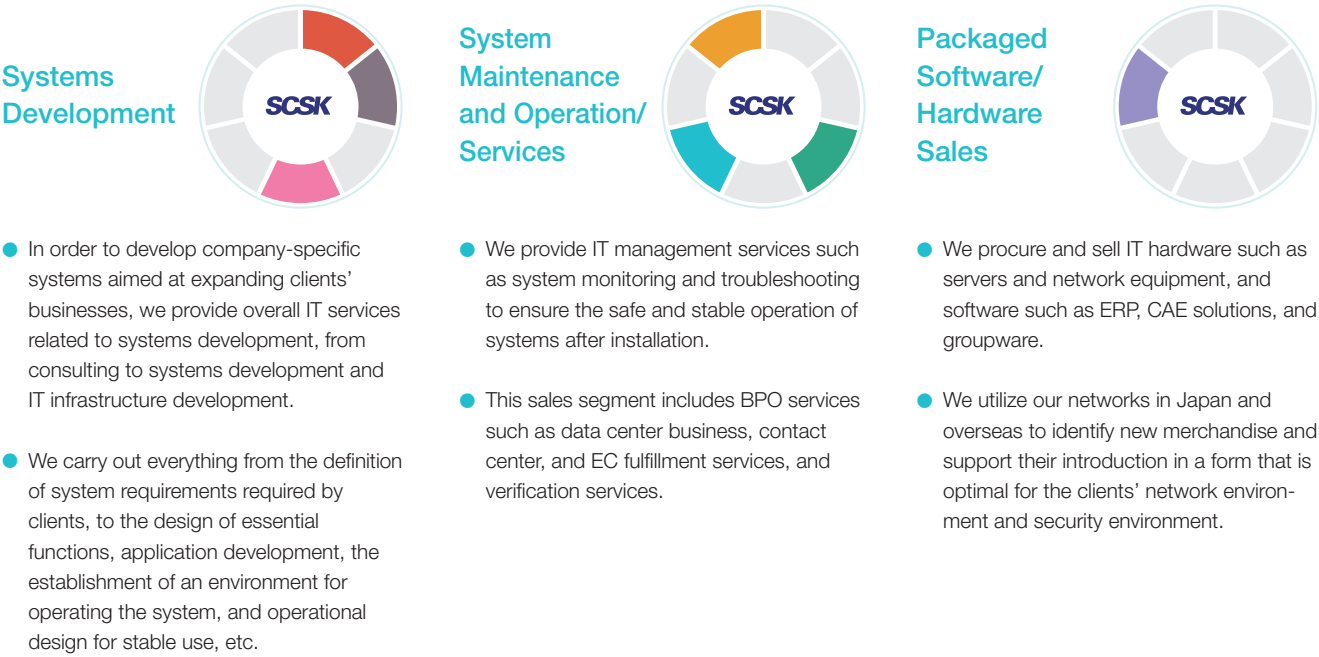 Systems
Development
SCSK
In order to develop company-specific
systems aimed at expanding clients’
businesses, we provide overall IT services
related to systems development, from
consulting to systems development and
IT infrastructure development.
We carry out everything from the definition
of system requirements required by
clients, to the design of essential
functions, application development, the
establishment of an environment for
operating the system, and operational
design for stable use, etc.
System
Maintenance
and Operation/
Services
SCSK
We provide IT management services such
as system monitoring and troubleshooting
to ensure the safe and stable operation of
systems after installation.
This sales segment includes BPO services
such as data center business, contact
center, and EC fulfillment services, and
verification services.
Packaged
Software/
Hardware
Sales
SCSK
We procure and sell IT hardware such as
servers and network equipment, and
software such as ERP, CAE solutions, and
groupware.
We utilize our networks in Japan and
overseas to identify new merchandise and
support their introduction in a form that is
optimal for the clients’ network environ-
ment and security environment.